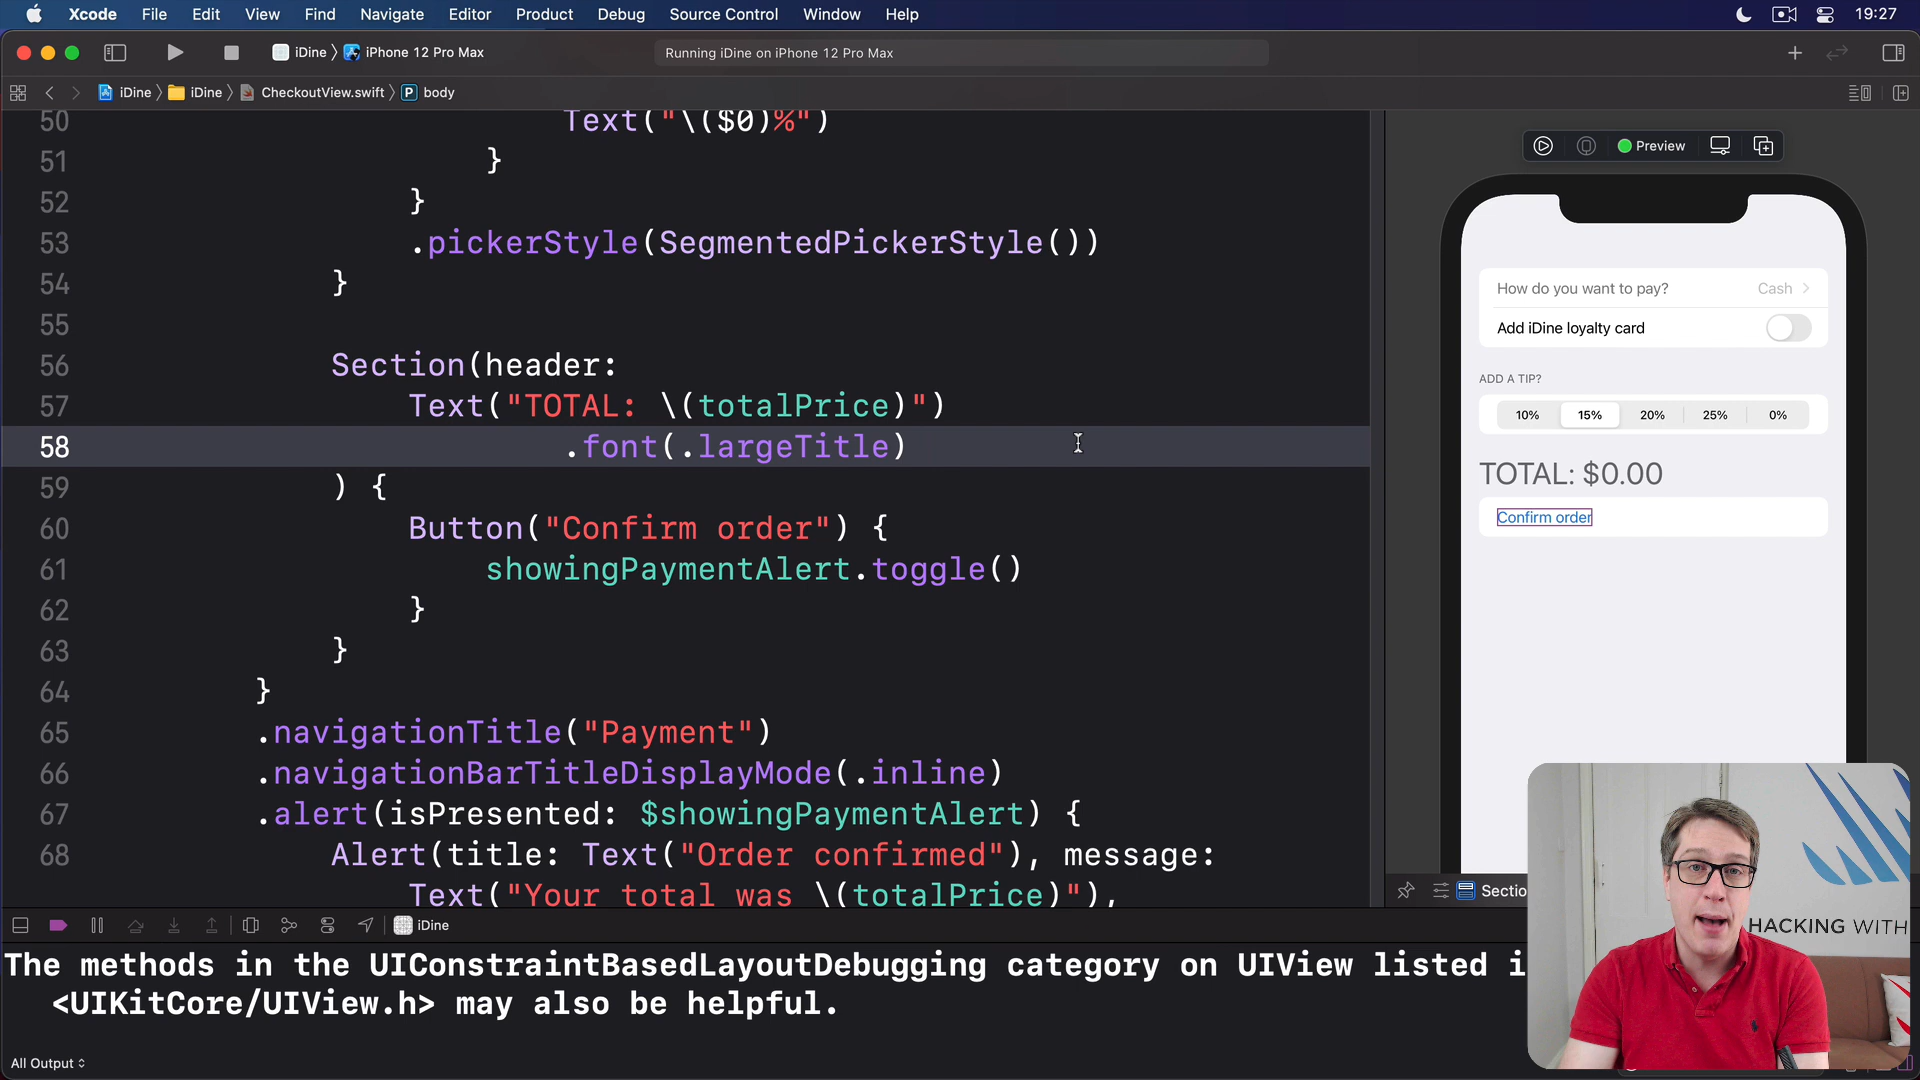 Xcode File Edit View Find Navigate Editor Product Debug Source Control Window Help 19:27
iDine iPhone 12 Pro Max Running iDine on iPhone 12 Pro Max
iDine iDine CheckoutView.swift P body
50 Text("\($0)%")
51 }
52 }
53 .pickerStyle(SegmentedPickerStyle())
54 }
55
56 Section(header:
57 Text("TOTAL: \(totalPrice)")
58 .font(.largeTitle)
59 ) {
60 Button("Confirm order") {
61 showingPaymentAlert.toggle()
62 }
63 }
64 }
65 .navigationTitle("Payment")
66 .navigationBarTitleDisplayMode(.inline)
67 .alert(isPresented: $showingPaymentAlert) {
68 Alert(title: Text("Order confirmed"), message:
Text("Your total was \(totalPrice)"),
Preview
How do you want to pay? Cash
Add iDine loyalty card
ADD A TIP?
10% 15% 20% 25% 0%
TOTAL: $0.00
Confirm order
Sectio
HACKING WITH
iDine
The methods in the UIConstraintBasedLayoutDebugging category on UIView listed i
<UIKitCore/UIView.h> may also be helpful.
All Output